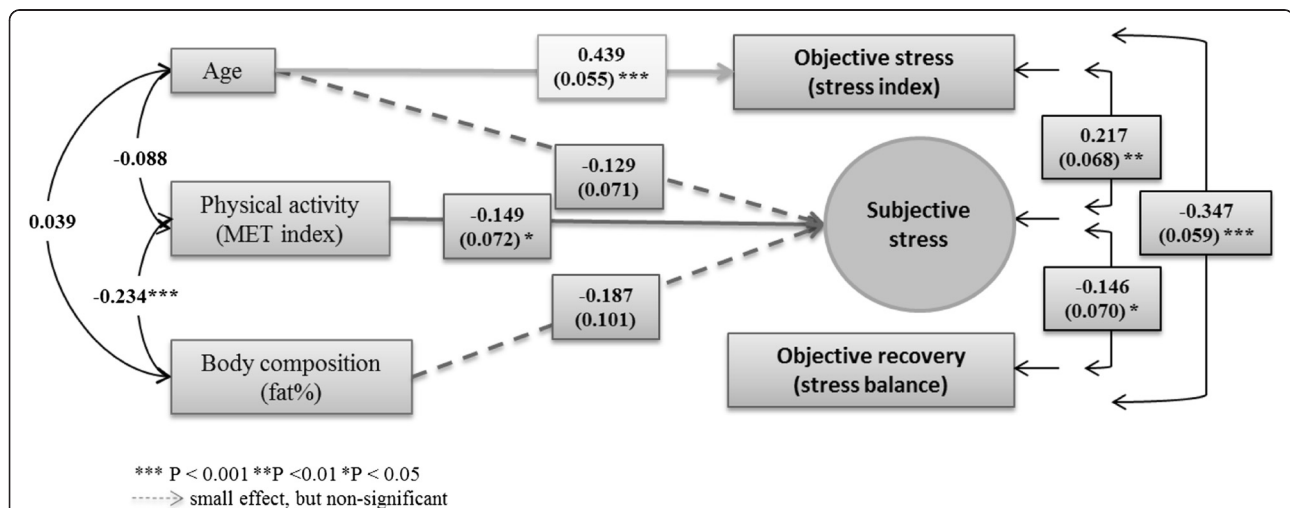 Age
0.439
(0.055) ***
Objective stress
(stress index)
-0.088
-0.129
(0.071)
0.217
(0.068) **
0.039
Physical activity
(MET index)
-0.149
(0.072) *
Subjective
stress
-0.347
(0.059) ***
-0.234***
-0.187
(0.101)
-0.146
(0.070) *
Body composition
(fat%)
Objective recovery
(stress balance)
*** P < 0.001 **P <0.01 *P < 0.05
small effect, but non-significant